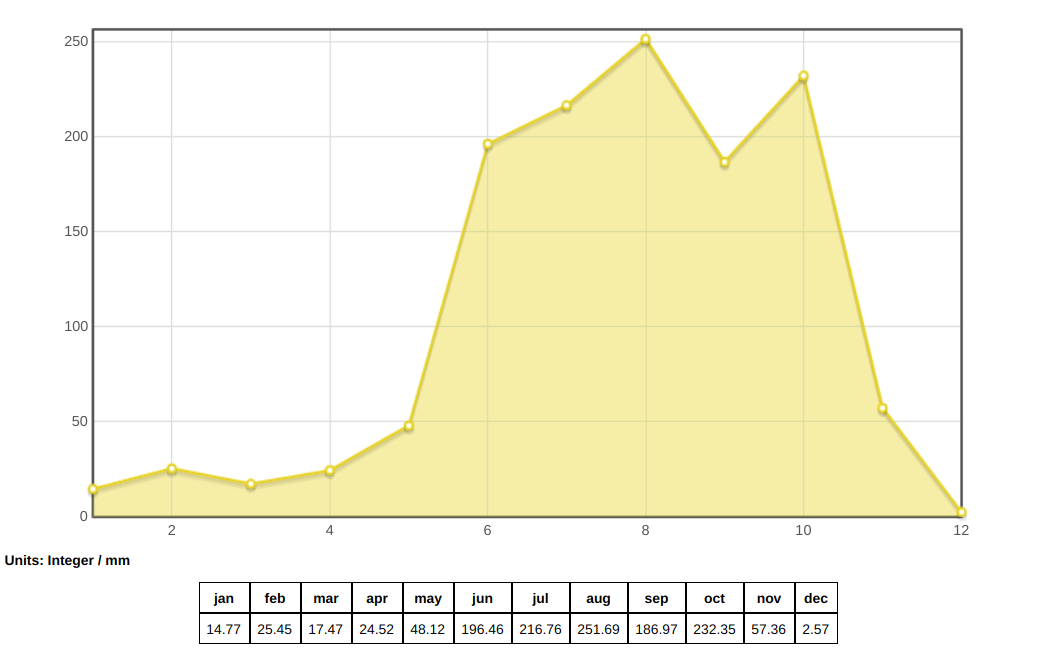 250
200
150
100
50
0
2 4 6 8 10 12
Units: Integer / mm
jan feb mar apr may jun jul aug sep oct nov dec
14.77 25.45 17.47 24.52 48.12 196.46 216.76 251.69 186.97 232.35 57.36 2.57